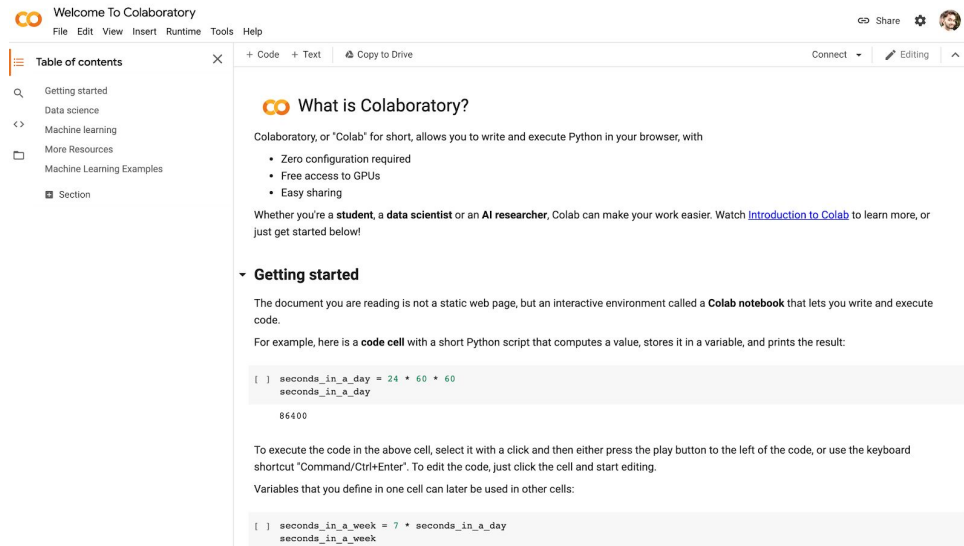 Welcome To Colaboratory
File Edit View Insert Runtime Tools Help
Share
Table of contents
Getting started
Data science
Machine learning
More Resources
Machine Learning Examples
Section
+ Code + Text Copy to Drive
Connect Editing
What is Colaboratory?
Colaboratory, or "Colab" for short, allows you to write and execute Python in your browser, with
• Zero configuration required
• Free access to GPUs
• Easy sharing
Whether you're a student, a data scientist or an AI researcher, Colab can make your work easier. Watch Introduction to Colab to learn more, or
just get started below!
Getting started
The document you are reading is not a static web page, but an interactive environment called a Colab notebook that lets you write and execute
code.
For example, here is a code cell with a short Python script that computes a value, stores it in a variable, and prints the result:
[ ] seconds_in_a_day = 24 * 60 * 60
seconds_in_a_day
86400
To execute the code in the above cell, select it with a click and then either press the play button to the left of the code, or use the keyboard
shortcut "Command/Ctrl+Enter". To edit the code, just click the cell and start editing.
Variables that you define in one cell can later be used in other cells:
[ ] seconds_in_a_week = 7 * seconds_in_a_day
seconds_in_a_week